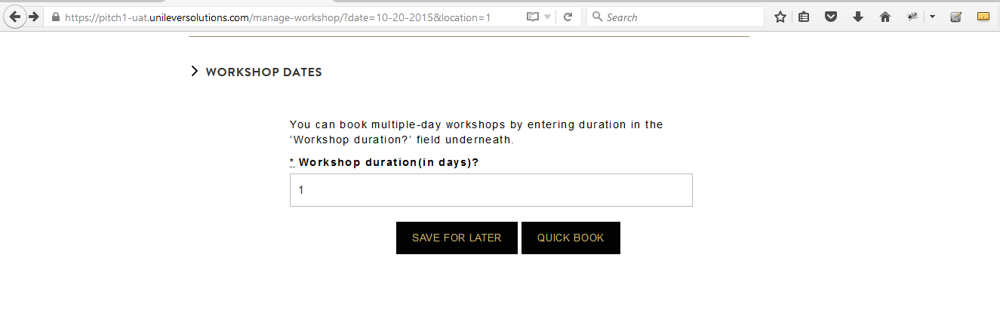 https://pitch1-uat.unileversolutions.com/manage-workshop/?date=10-20-2015&location=1
Search
WORKSHOP DATES
You can book multiple-day workshops by entering duration in the
‘Workshop duration?’ field underneath.
* Workshop duration(in days)?
1
SAVE FOR LATER
QUICK BOOK